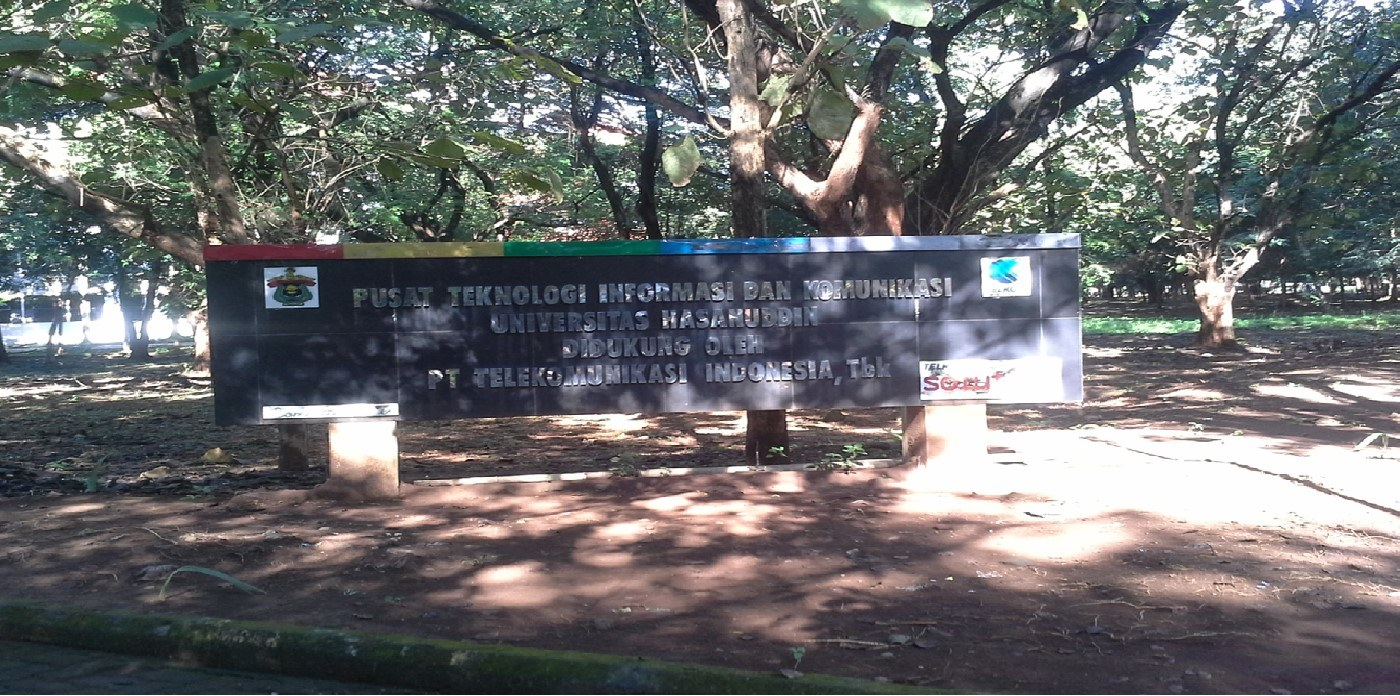 PUSAT TEKNOLOGI INFORMASI DAN KOMUNIKASI
UNIVERSITAS HASANUDDIN
DIDUKUNG OLEH
PT TELEKOMUNIKASI INDONESIA, Tbk